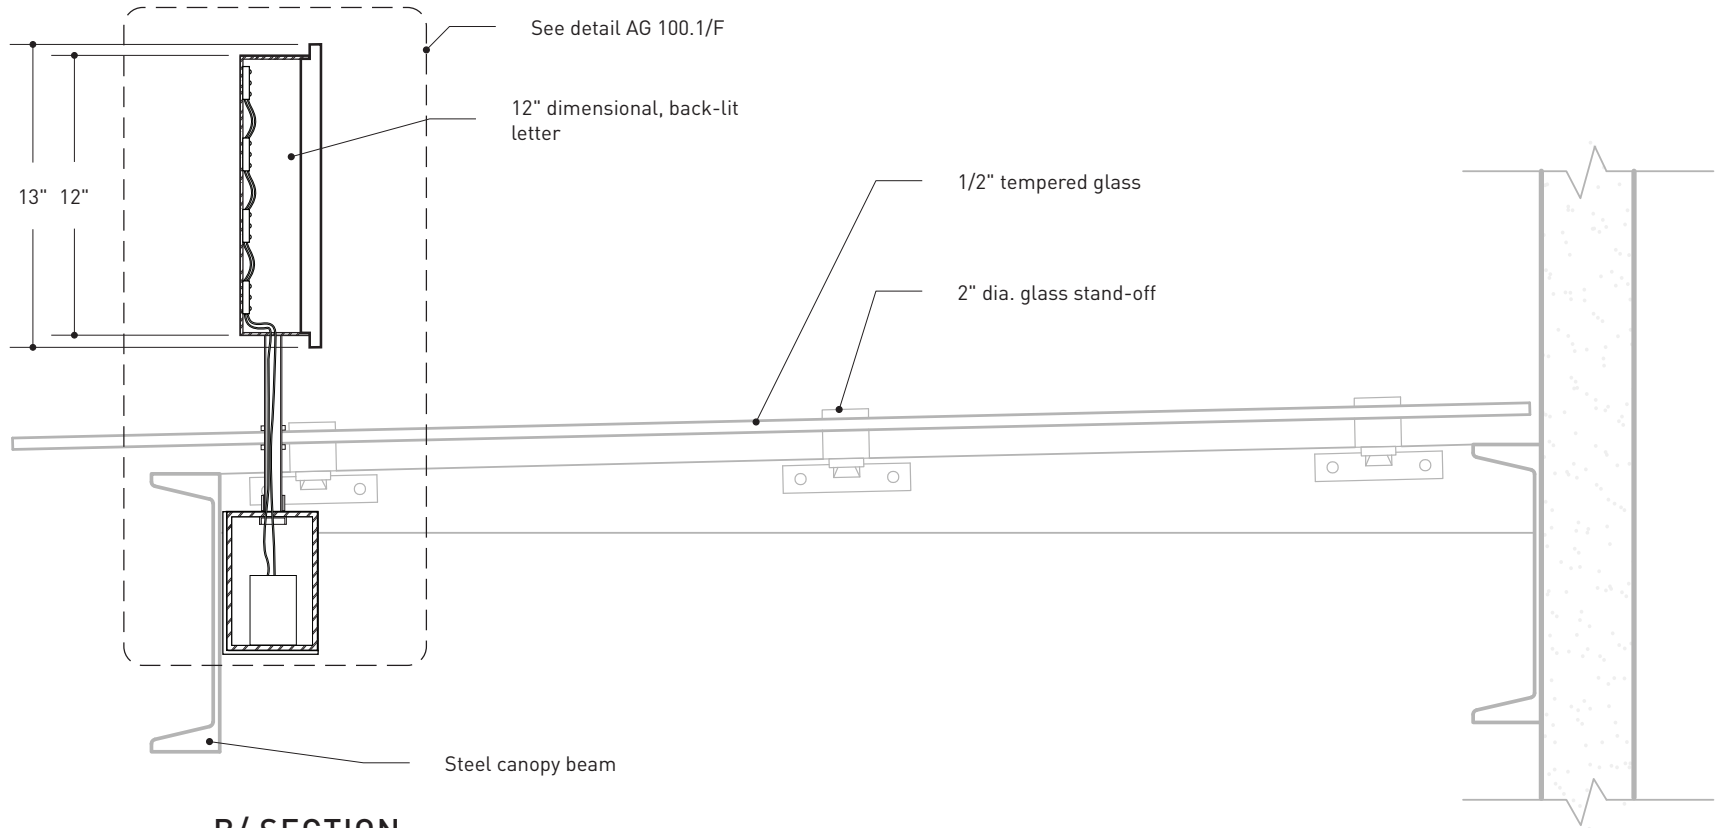 See detail AG 100.1/F
12" dimensional, back-lit
letter
13" 12"
1/2" tempered glass
2" dia. glass stand-off
Steel canopy beam
B/ SECTION